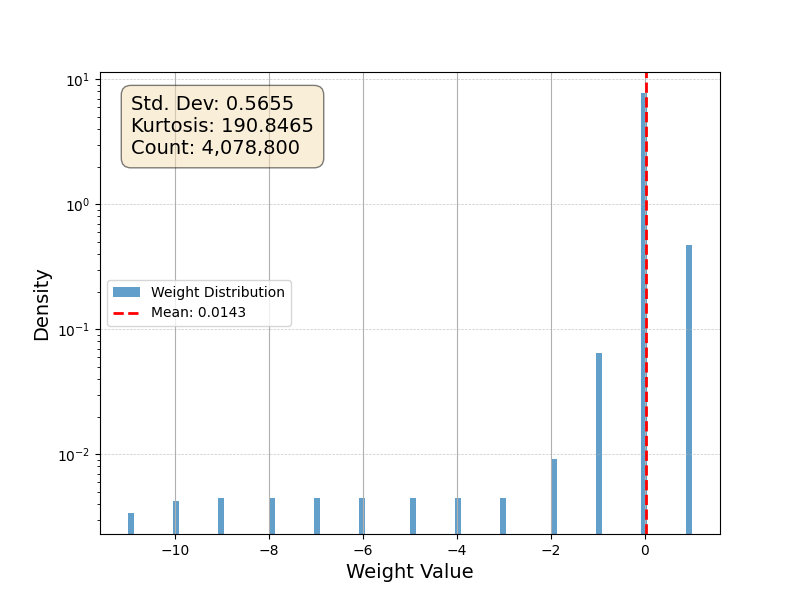 Std. Dev: 0.5655
Kurtosis: 190.8465
Count: 4,078,800
Weight Distribution
Mean: 0.0143
Density
10¹
10⁰
10⁻¹
10⁻²
−10
−8
−6
−4
−2
0
Weight Value